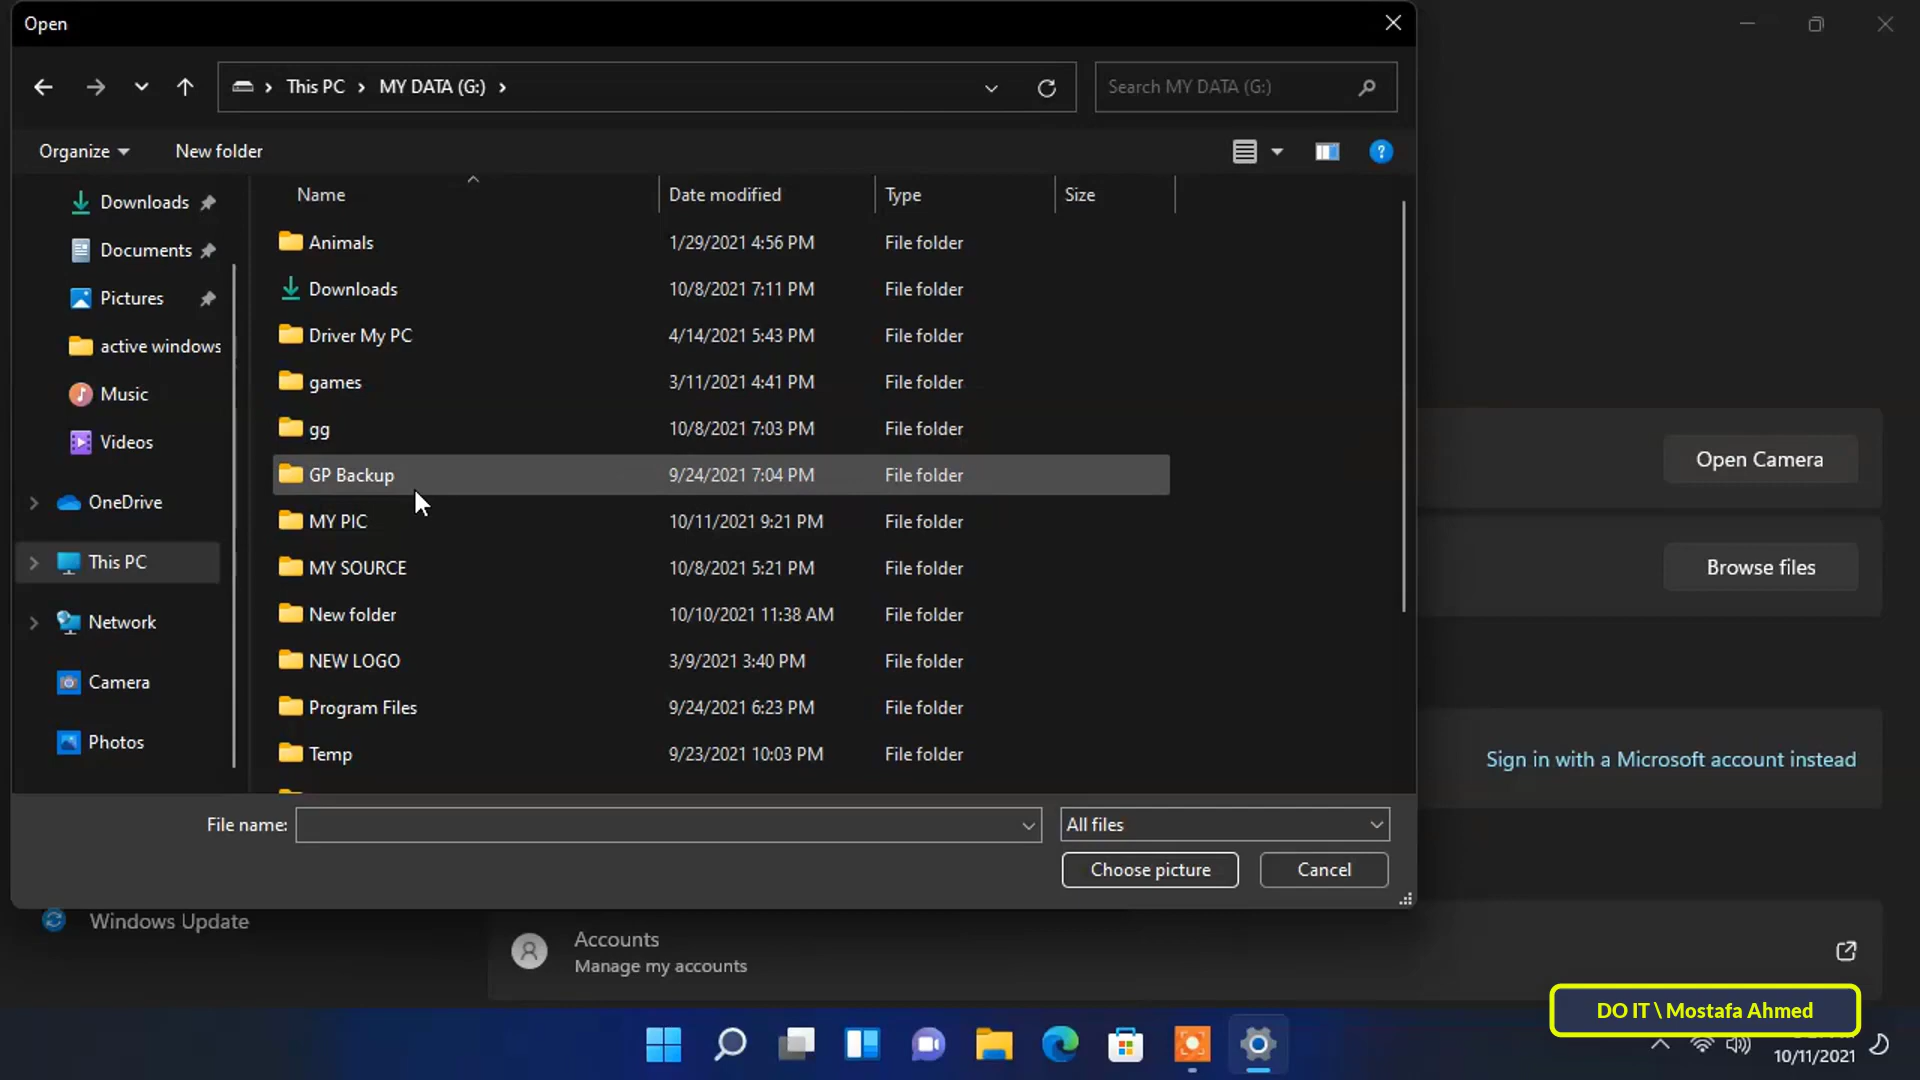 Open
This PC
MY DATA (G:)
Search MY DATA (G:)
Organize
New folder
Downloads
Documents
Pictures
active windows
Music
Videos
OneDrive
This PC
Network
Camera
Photos
Name Date modified Type Size
Animals 1/29/2021 4:56 PM File folder
Downloads 10/8/2021 7:11 PM File folder
Driver My PC 4/14/2021 5:43 PM File folder
games 3/11/2021 4:41 PM File folder
gg 10/8/2021 7:03 PM File folder
GP Backup 9/24/2021 7:04 PM File folder
MY PIC 10/11/2021 9:21 PM File folder
MY SOURCE 10/8/2021 5:21 PM File folder
New folder 10/10/2021 11:38 AM File folder
NEW LOGO 3/9/2021 3:40 PM File folder
Program Files 9/24/2021 6:23 PM File folder
Temp 9/23/2021 10:03 PM File folder
File name:
All files
Choose picture
Cancel
Open Camera
Browse files
Sign in with a Microsoft account instead
Windows Update
Accounts
Manage my accounts
DO IT \ Mostafa Ahmed
10/11/2021